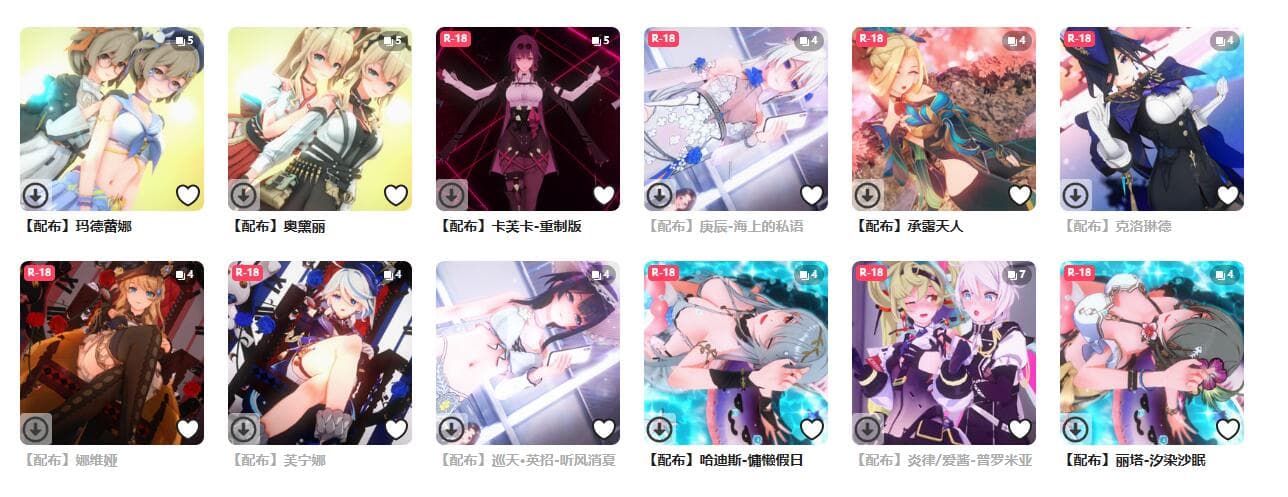 5
5
R-18 5
R-18 4
R-18 4
R-18 4
【配布】玛德蕾娜
【配布】奥黛丽
【配布】卡芙卡-重制版
【配布】庚辰-海上的私语
【配布】承露天人
【配布】克洛琳德
R-18 4
R-18 4
4
R-18 4
R-18 7
R-18 4
【配布】娜维娅
【配布】芙宁娜
【配布】巡天•英招-听风消夏
【配布】哈迪斯-慵懒假日
【配布】炎律/爱酱-普罗米亚
【配布】丽塔-汐染沙眠